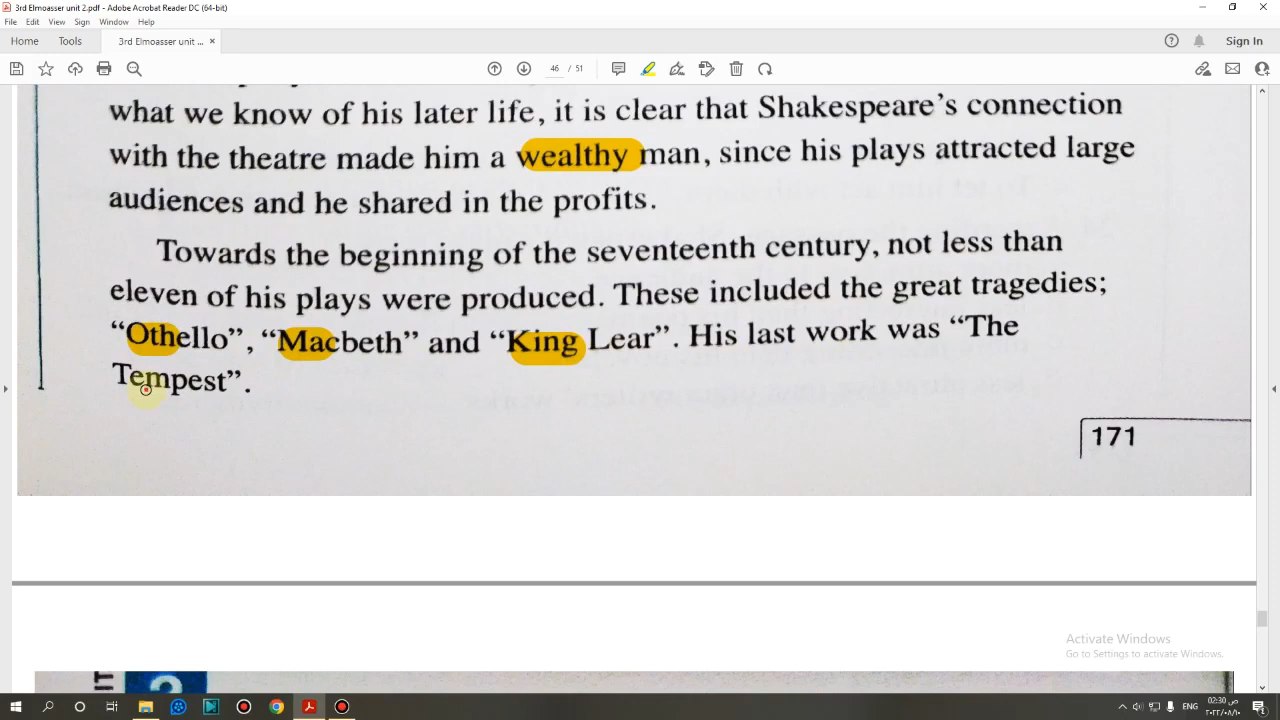 3rd Elmoasser unit 2.pdf - Adobe Acrobat Reader DC (64-bit)
File Edit View Sign Window Help
Home Tools 3rd Elmoasser unit ... × Sign In
46 / 51
what we know of his later life, it is clear that Shakespeare's connection
with the theatre made him a wealthy man, since his plays attracted large
audiences and he shared in the profits.
Towards the beginning of the seventeenth century, not less than
eleven of his plays were produced. These included the great tragedies;
“Othello”, “Macbeth” and “King Lear”. His last work was “The
Tempest”.
171
Activate Windows
Go to Settings to activate Windows.
ENG 02:30 ص